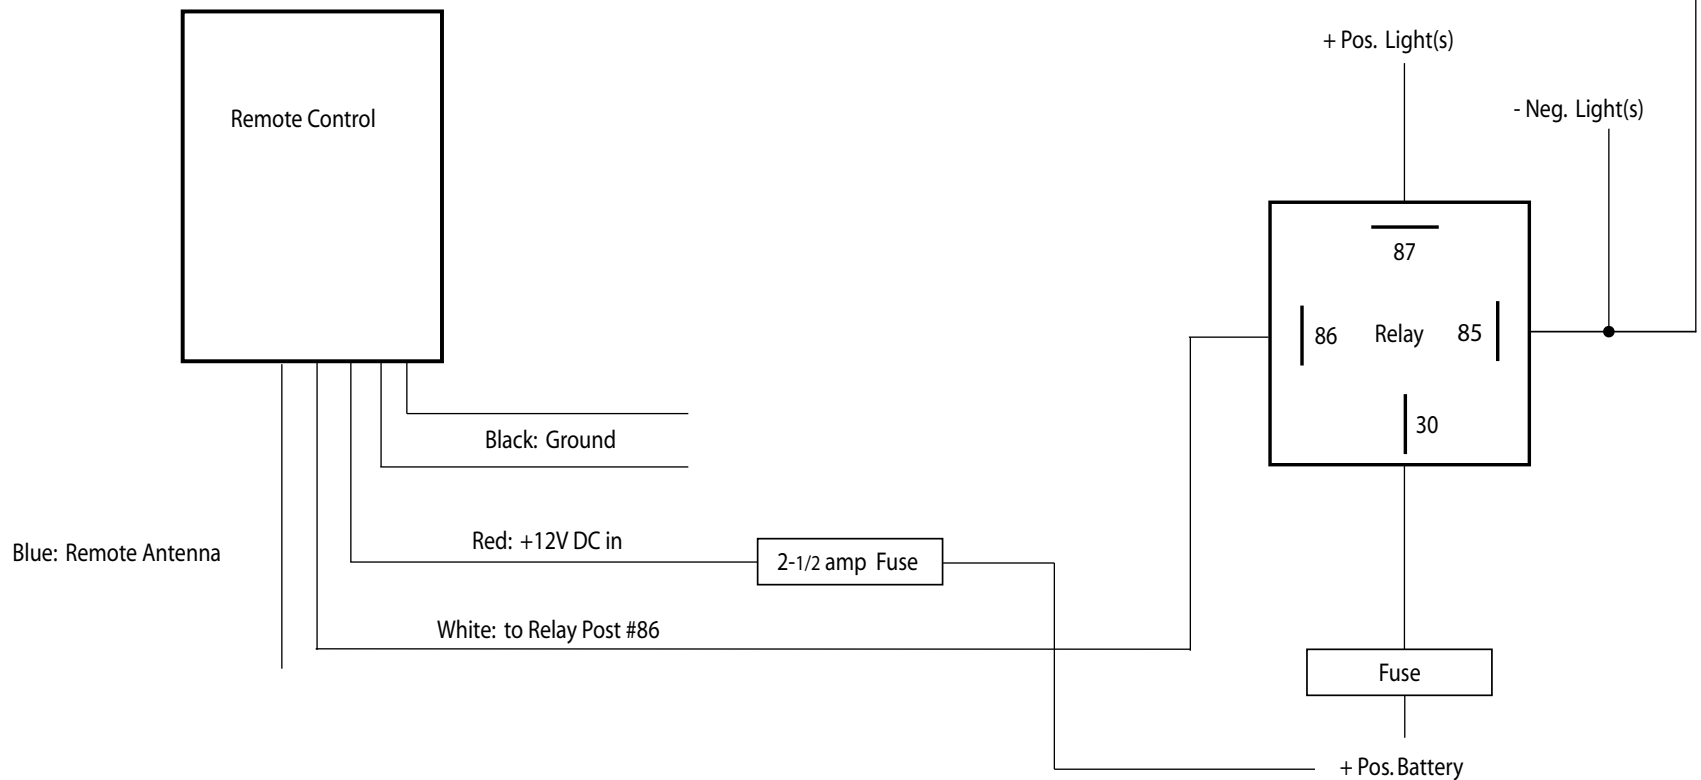 + Pos. Light(s)
- Neg. Light(s)
Remote Control
87
86
Relay
85
30
Black: Ground
Red: +12V DC in
Blue: Remote Antenna
2-1/2 amp Fuse
White: to Relay Post #86
Fuse
+ Pos. Battery